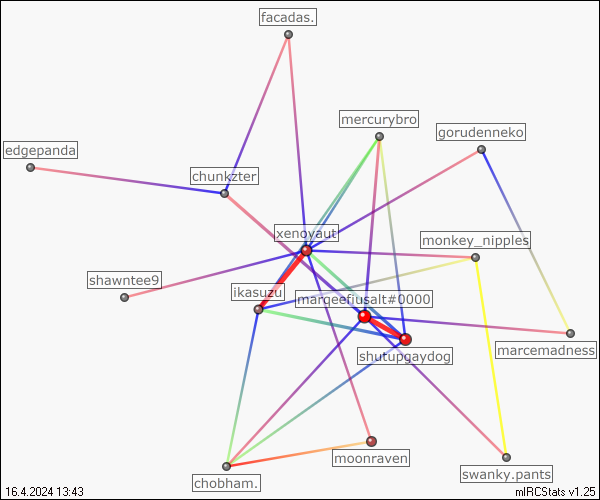 facadas.
mercurybro
gorudenneko
edgepanda
chunkzter
xenoyaut
monkey_nipples
shawntee9
ikasuzu
marqeefiusalt#0000
marcemadness
shutupgaydog
moonraven
swanky.pants
chobham.
16.4.2024 13:43
mIRCStats v1.25